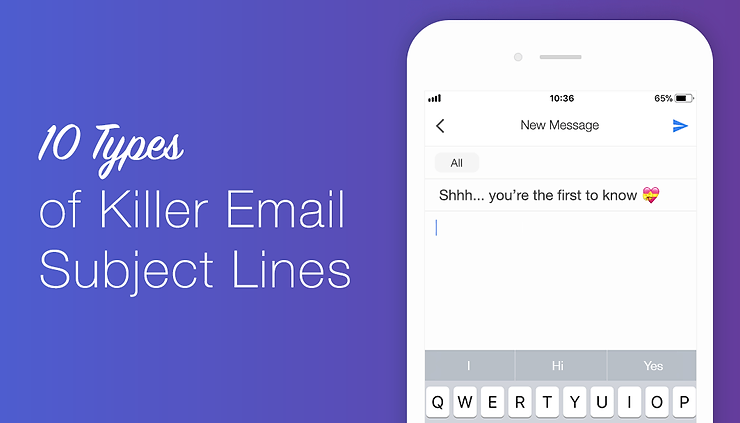 10 Types
of Killer Email
Subject Lines
10:36
65%
New Message
All
Shhh... you're the first to know 💝
I
Hi
Yes
Q W E R T Y U I O P